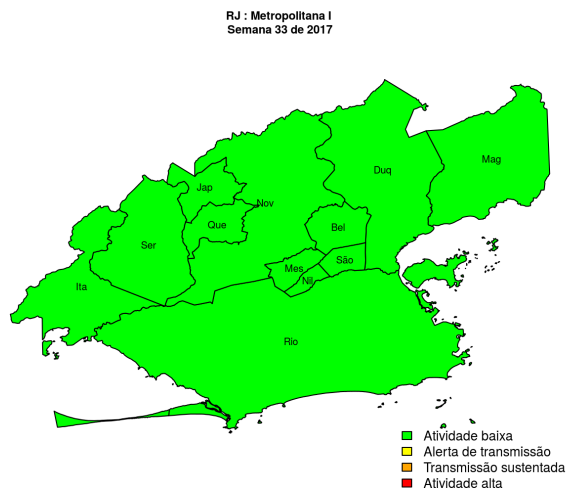 RJ : Metropolitana I
Semana 33 de 2017
Mag
Duq
Jap
Nov
Que
Bel
Ser
São
Mes
Nil
Ita
Rio
Atividade baixa
Alerta de transmissão
Transmissão sustentada
Atividade alta